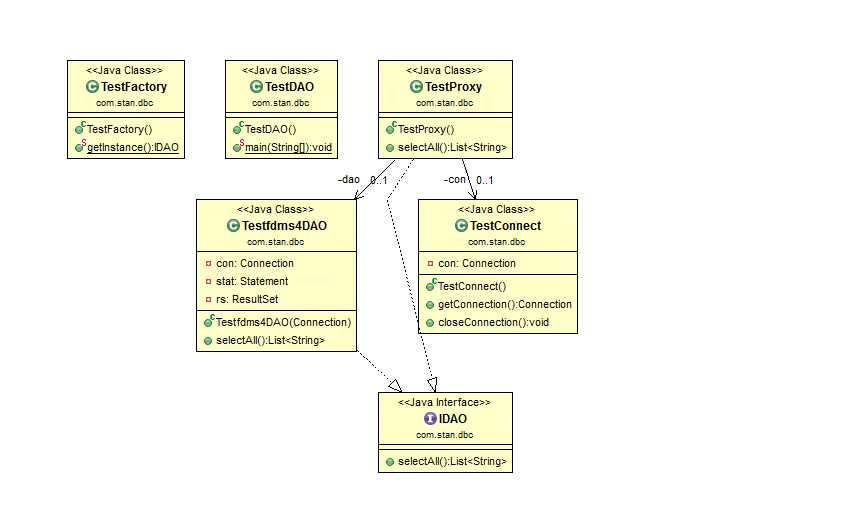 <<Java Class>>
TestFactory
com.stan.dbc
TestFactory()
getInstance():IDAO
<<Java Class>>
TestDAO
com.stan.dbc
TestDAO()
main(String[]):void
<<Java Class>>
TestProxy
com.stan.dbc
TestProxy()
selectAll():List<String>
-dao 0..1
-con 0..1
<<Java Class>>
Testfdms4DAO
com.stan.dbc
con: Connection
stat: Statement
rs: ResultSet
Testfdms4DAO(Connection)
selectAll():List<String>
<<Java Class>>
TestConnect
com.stan.dbc
con: Connection
TestConnect()
getConnection():Connection
closeConnection():void
<<Java Interface>>
IDAO
com.stan.dbc
selectAll():List<String>